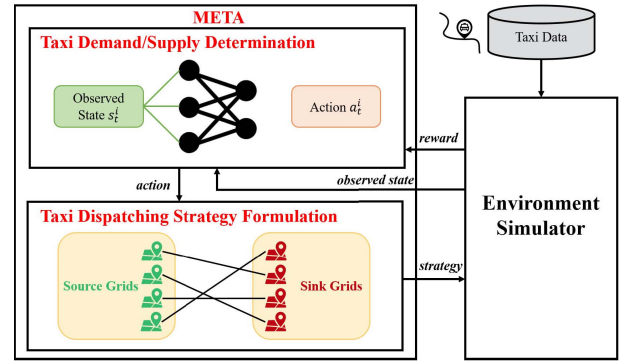 META
Taxi Demand/Supply Determination
Observed
State s_t^i
Action a_t^i
Taxi Data
reward
observed state
action
Environment
Simulator
Taxi Dispatching Strategy Formulation
Source Grids
Sink Grids
strategy